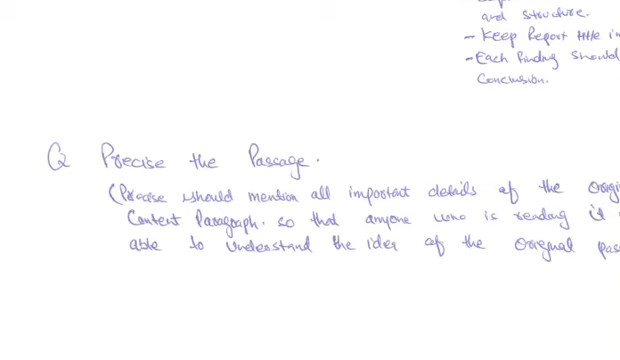 and structure.
- Keep Report title in
- Each finding should
Conclusion.
Q Precise the Passage.
(Precise should mention all important details of the Origi
Content Paragraph. so that anyone who is reading it
able to understand the idea of the Original pas